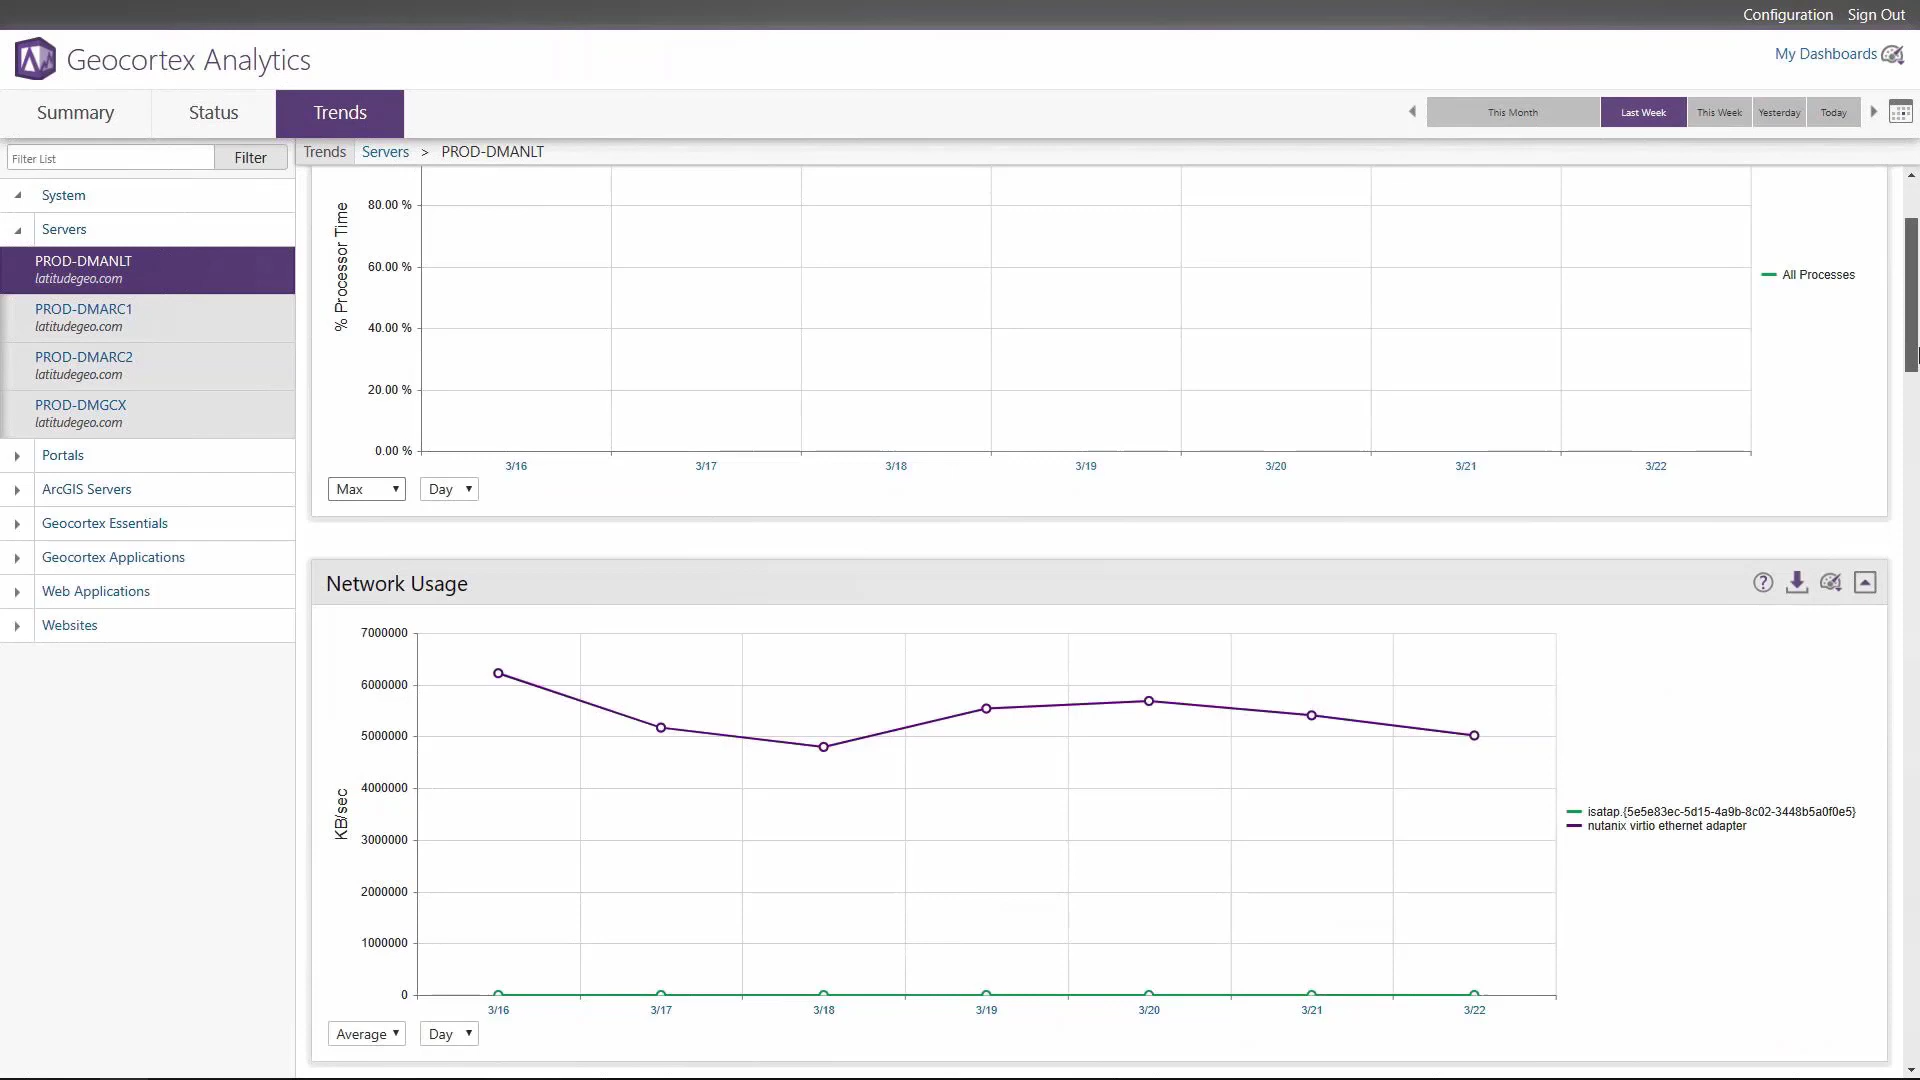 Configuration Sign Out
Geocortex Analytics
My Dashboards
Summary Status Trends
This Month Last Week This Week Yesterday Today
Filter List Filter
Trends Servers > PROD-DMANLT
System
Servers
PROD-DMANLT
latitudegeo.com
PROD-DMARC1
latitudegeo.com
PROD-DMARC2
latitudegeo.com
PROD-DMGCX
latitudegeo.com
Portals
ArcGIS Servers
Geocortex Essentials
Geocortex Applications
Web Applications
Websites
% Processor Time
80.00 %
60.00 %
40.00 %
20.00 %
0.00 %
3/16 3/17 3/18 3/19 3/20 3/21 3/22
All Processes
Max Day
Network Usage
?
KB/sec
7000000
6000000
5000000
4000000
3000000
2000000
1000000
0
3/16 3/17 3/18 3/19 3/20 3/21 3/22
isatap.{5e5e83ec-5d15-4a9b-8c02-3448b5a0f0e5}
nutanix virtio ethernet adapter
Average Day